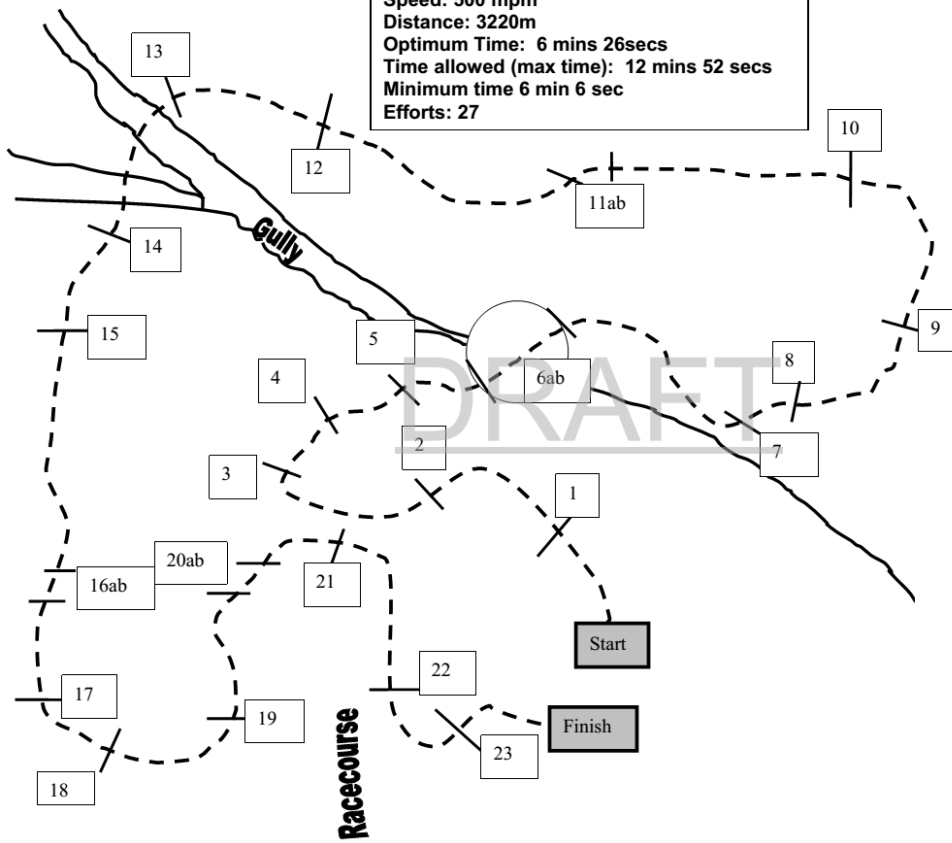 Speed: 500 mpm
Distance: 3220m
Optimum Time: 6 mins 26secs
Time allowed (max time): 12 mins 52 secs
Minimum time 6 min 6 sec
Efforts: 27
13
10
12
11ab
Gully
14
15
5
9
8
4
6ab
DRAFT
2
7
3
1
20ab
16ab
21
Start
22
17
19
Finish
23
18
Racecourse